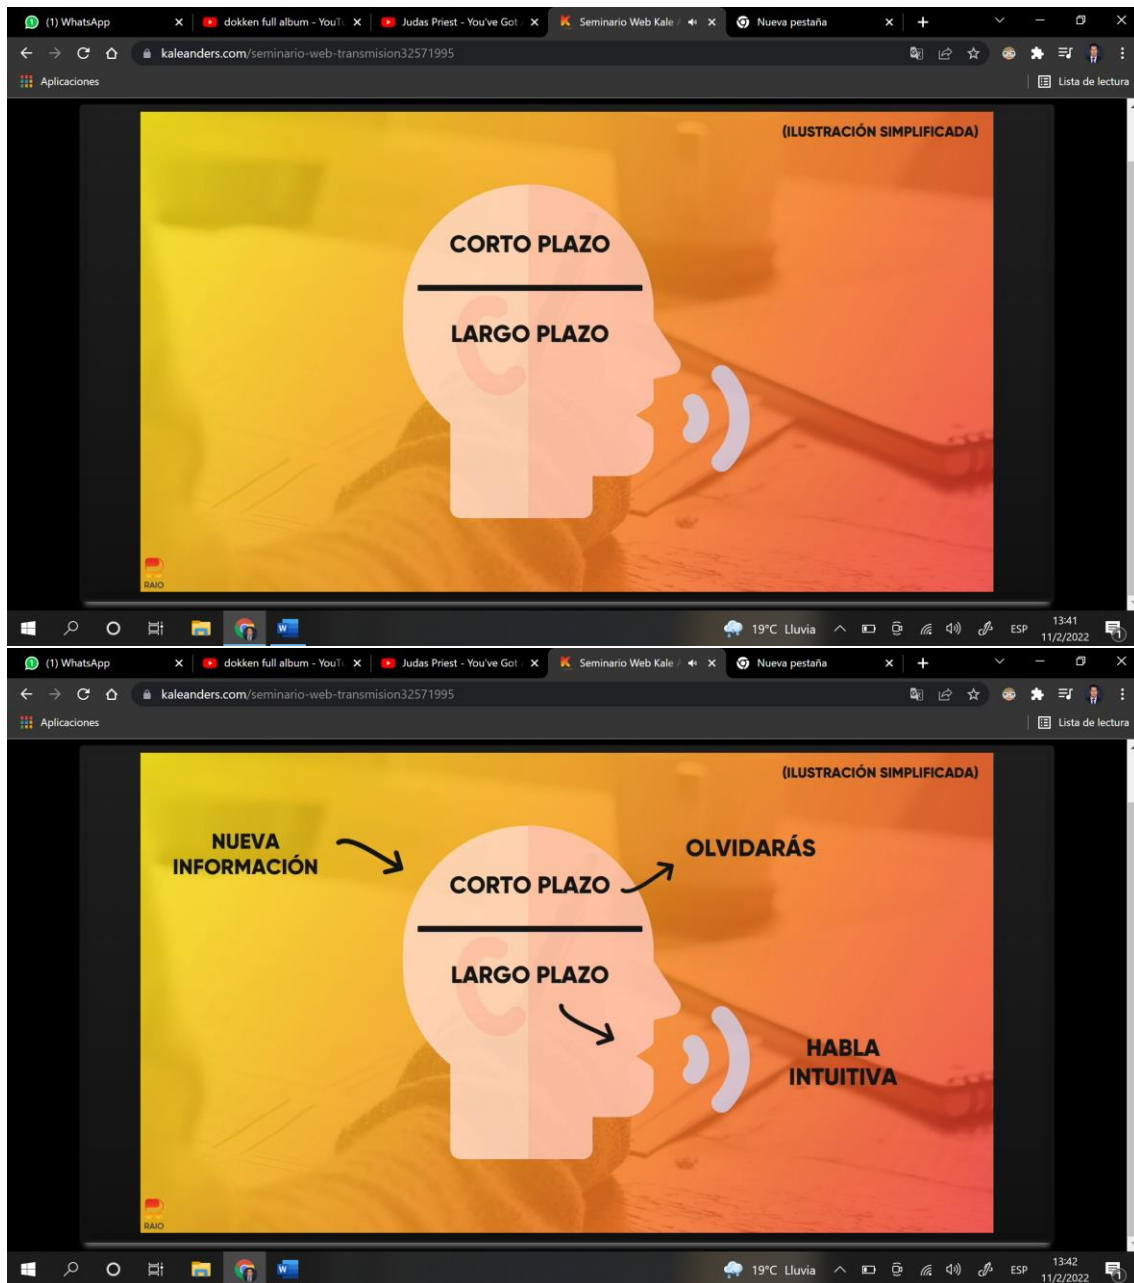 (1) WhatsApp
dokken full album - YouTu
Judas Priest - You've Got
Seminario Web Kale
Nueva pestaña
kaleanders.com/seminario-web-transmision32571995
Aplicaciones
Lista de lectura
(ILUSTRACIÓN SIMPLIFICADA)
CORTO PLAZO
LARGO PLAZO
RAIO
19°C Lluvia
ESP
13:41
11/2/2022
1
(1) WhatsApp
dokken full album - YouTu
Judas Priest - You've Got
Seminario Web Kale
Nueva pestaña
kaleanders.com/seminario-web-transmision32571995
Aplicaciones
Lista de lectura
(ILUSTRACIÓN SIMPLIFICADA)
NUEVA
INFORMACIÓN
OLVIDARÁS
CORTO PLAZO
LARGO PLAZO
HABLA
INTUITIVA
RAIO
19°C Lluvia
ESP
13:42
11/2/2022
1